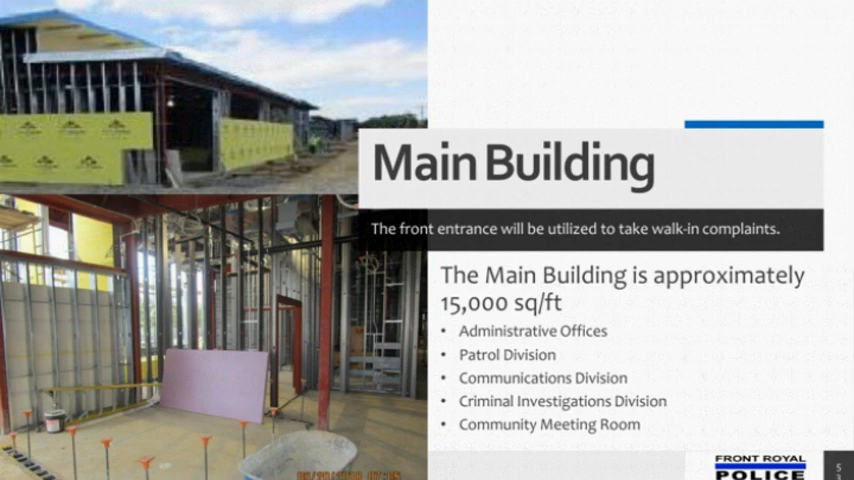 Main Building
The front entrance will be utilized to take walk-in complaints.
The Main Building is approximately
15,000 sq/ft
• Administrative Offices
• Patrol Division
• Communications Division
• Criminal Investigations Division
• Community Meeting Room
FRONT ROYAL
POLICE
5